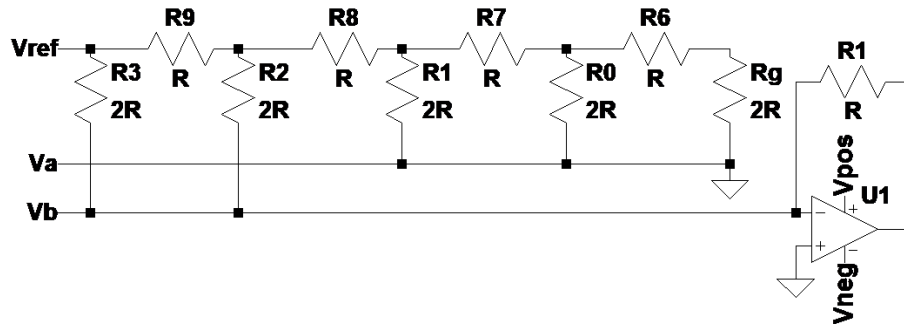 R9 R8 R7 R6
Vref R3 R R2 R R1 R R0 R Rg R1
2R 2R 2R 2R 2R R
Va
Vpos
Vb U1
- +
+ -
Vneg